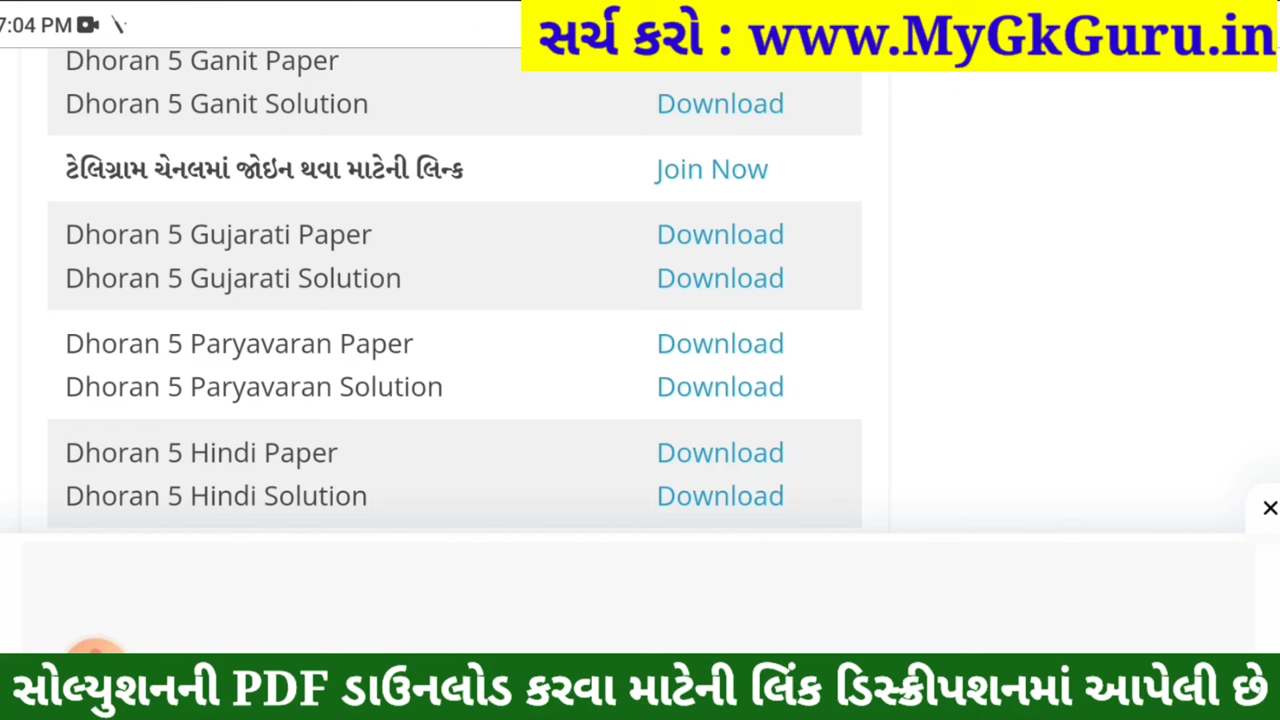 7:04 PM
સર્ચ કરો : www.MyGkGuru.in
Dhoran 5 Ganit Paper
Dhoran 5 Ganit Solution Download
ટેલિગ્રામ ચેનલમાં જોઇન થવા માટેની લિન્ક Join Now
Dhoran 5 Gujarati Paper Download
Dhoran 5 Gujarati Solution Download
Dhoran 5 Paryavaran Paper Download
Dhoran 5 Paryavaran Solution Download
Dhoran 5 Hindi Paper Download
Dhoran 5 Hindi Solution Download
સોલ્યુશનની PDF ડાઉનલોડ કરવા માટેની લિંક ડિસ્ક્રીપશનમાં આપેલી છે